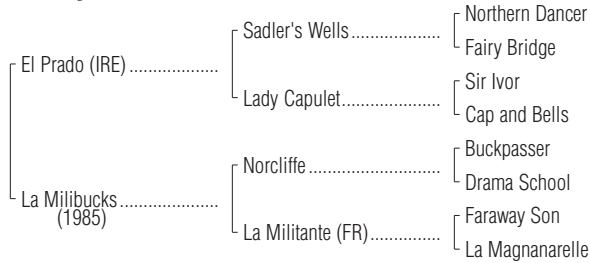 Northern Dancer
Sadler's Wells....................
Fairy Bridge
El Prado (IRE) ....................
Sir Ivor
Lady Capulet......................
Cap and Bells
Buckpasser
Norcliffe.............................
Drama School
La Milibucks......................
(1985)
Faraway Son
La Militante (FR)................
La Magnanarelle